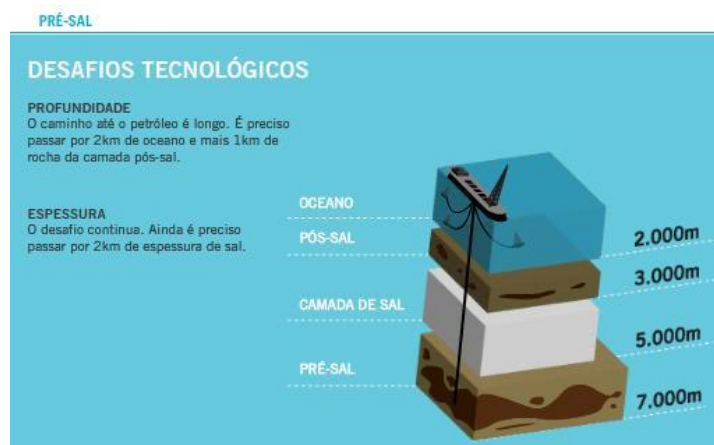 PRÉ-SAL
DESAFIOS TECNOLÓGICOS
PROFUNDIDADE
O caminho até o petróleo é longo. É preciso
passar por 2km de oceano e mais 1km de
rocha da camada pós-sal.
ESPESSURA
O desafio continua. Ainda é preciso
passar por 2km de espessura de sal.
OCEANO
PÓS-SAL
CAMADA DE SAL
PRÉ-SAL
2.000m
3.000m
5.000m
7.000m